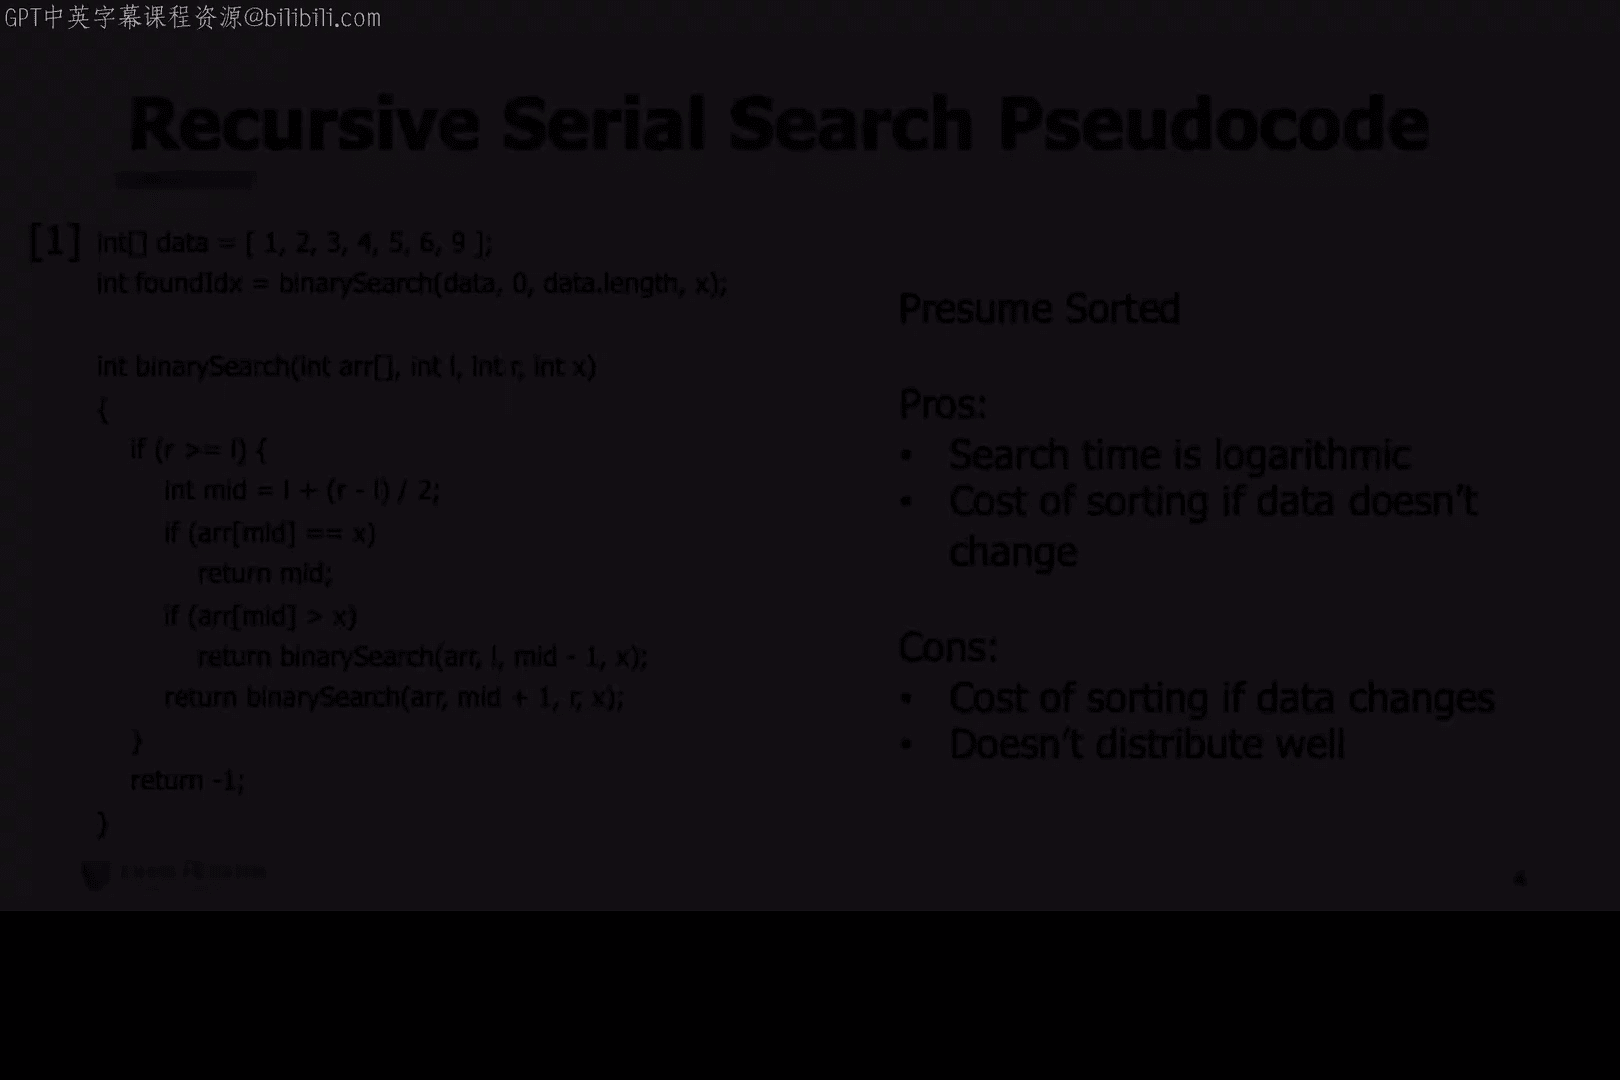 GPT中英字幕课程资源@bilibili.com
Recursive Serial Search Pseudocode
[1] int[] data = [ 1, 2, 3, 4, 5, 6, 9 ];
int foundIdx = binarySearch(data, 0, data.length, x);
int binarySearch(int arr[], int l, int r, int x)
{
if (r >= l) {
int mid = l + (r - l) / 2;
if (arr[mid] == x)
return mid;
if (arr[mid] > x)
return binarySearch(arr, l, mid - 1, x);
return binarySearch(arr, mid + 1, r, x);
}
return -1;
}
Presume Sorted
Pros:
• Search time is logarithmic
• Cost of sorting if data doesn't
change
Cons:
• Cost of sorting if data changes
• Doesn't distribute well
4